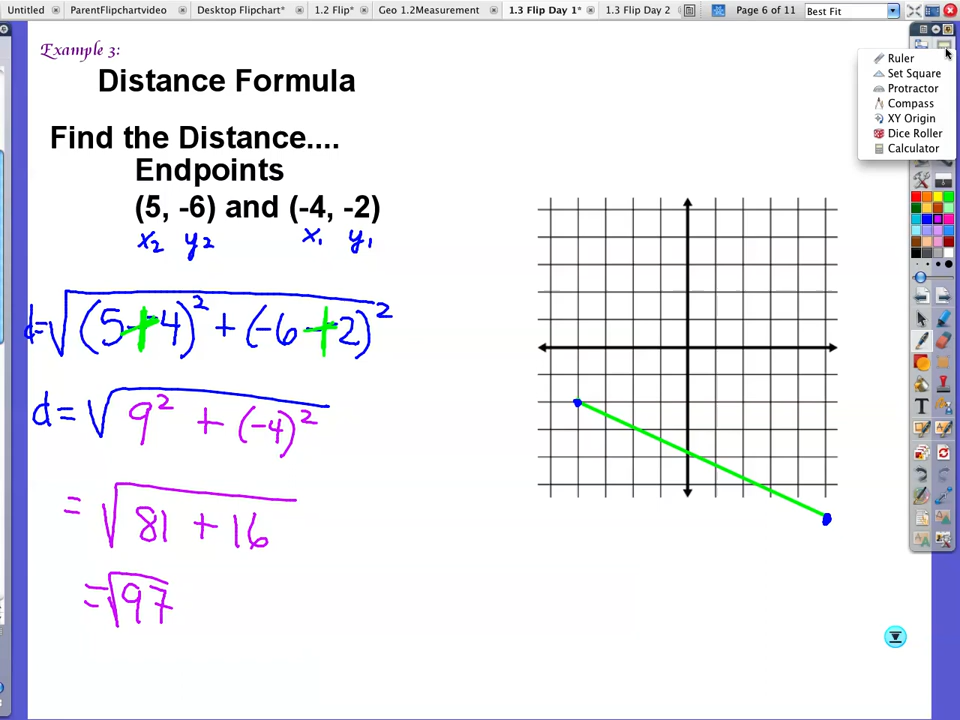 Untitled ParentFlipchartvideo Desktop Flipchart* 1.2 Flip* Geo 1.2Measurement 1.3 Flip Day 1* 1.3 Flip Day 2 Page 6 of 11 Best Fit
Example 3:
Distance Formula
Find the Distance....
Endpoints
(5, -6) and (-4, -2)
x₂ y₂ x₁ y₁
d=√(5-+4)² + (-6+2)²
d = √9² + (-4)²
= √81 + 16
=√97
Ruler
Set Square
Protractor
Compass
XY Origin
Dice Roller
Calculator